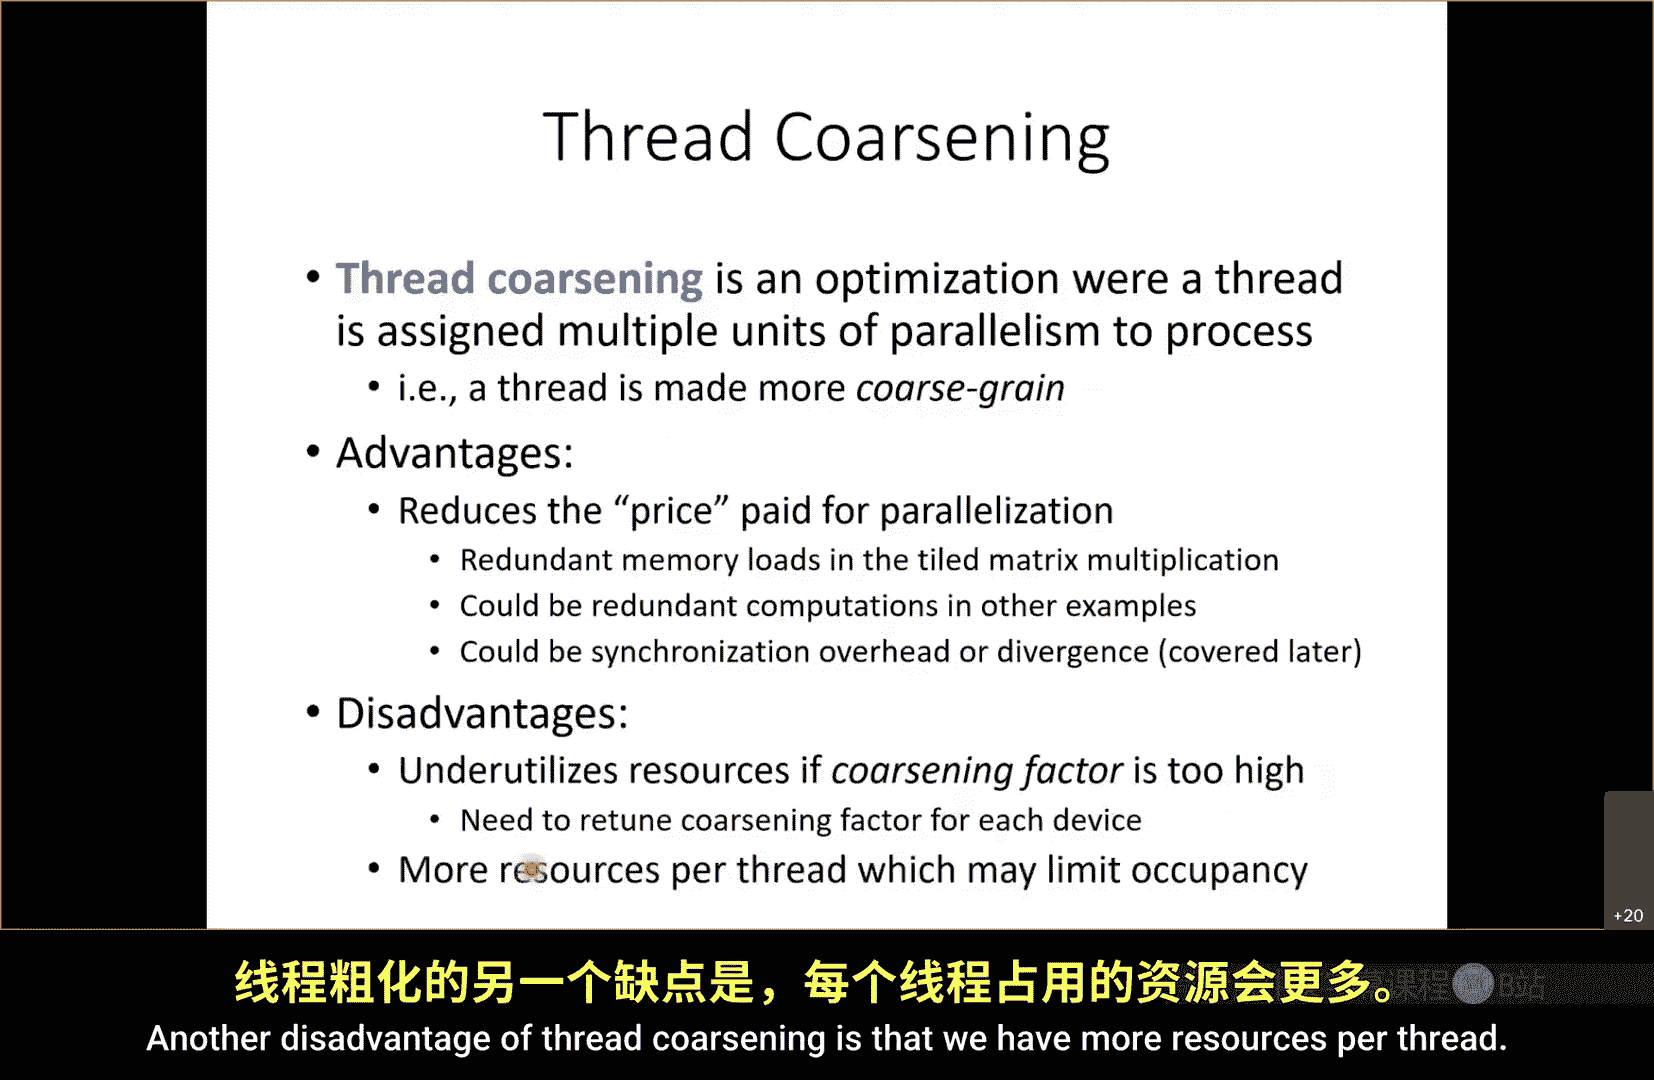 Thread Coarsening
• Thread coarsening is an optimization were a thread
is assigned multiple units of parallelism to process
• i.e., a thread is made more coarse-grain
• Advantages:
• Reduces the “price” paid for parallelization
• Redundant memory loads in the tiled matrix multiplication
• Could be redundant computations in other examples
• Could be synchronization overhead or divergence (covered later)
• Disadvantages:
• Underutilizes resources if coarsening factor is too high
• Need to retune coarsening factor for each device
• More resources per thread which may limit occupancy
+20
线程粗化的另一个缺点是，每个线程占用的资源会更多。
课程 B站
Another disadvantage of thread coarsening is that we have more resources per thread.